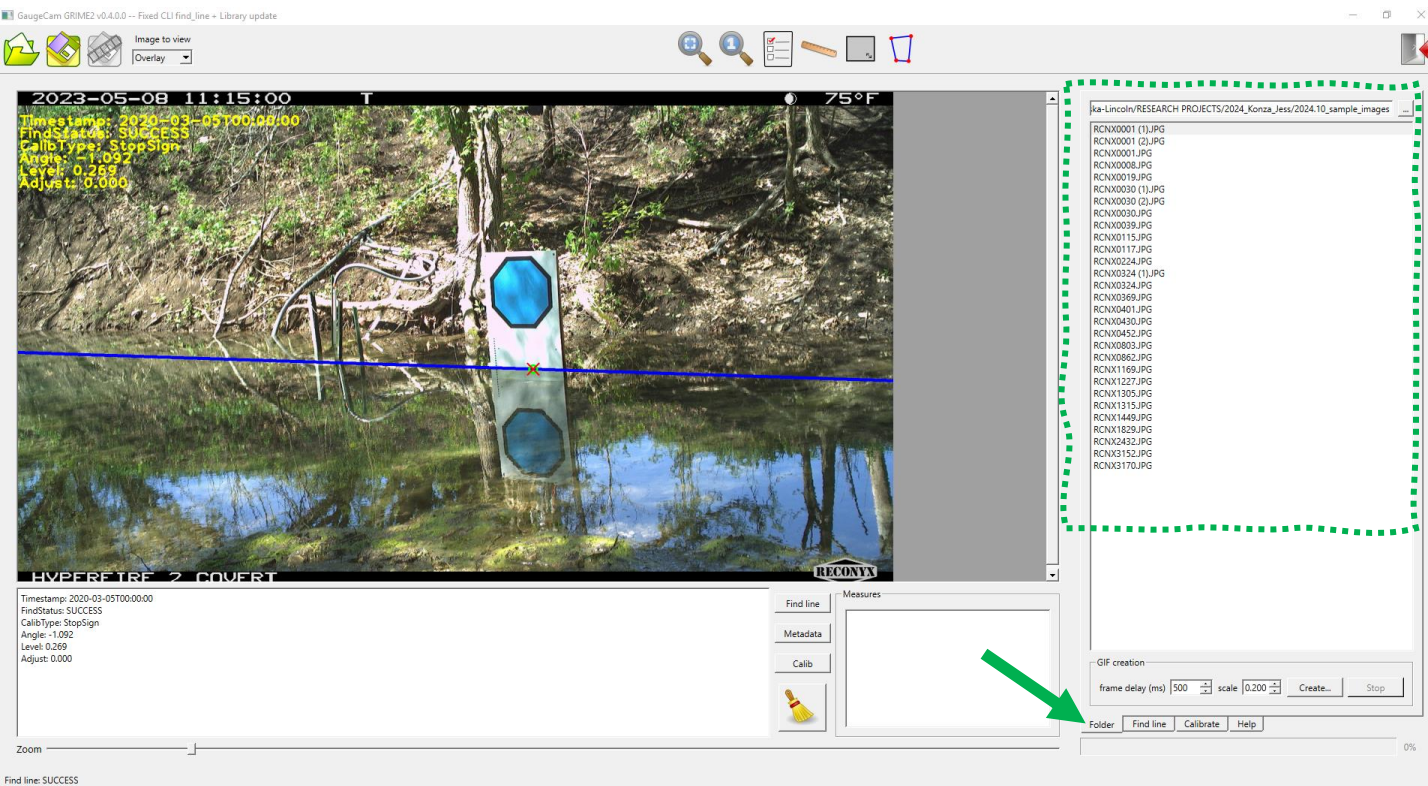 GaugeCam GRIME2 v0.4.0.0 -- Fixed CLI find_line + Library update
Image to view
Overlay
2023-05-08 11:15:00 T 75°F
Timestamp: 2020-03-05T00:00:00
FindStatus: SUCCESS
CalibType: StopSign
Angle: -1.092
Level: 0.269
Adjust: 0.000
HYPERFIRE 2 COVERT
RECONYX
ka-Lincoln/RESEARCH PROJECTS/2024_Konza_Jess/2024.10_sample_images ...
RCNX0001 (1).JPG
RCNX0001 (2).JPG
RCNX0001.JPG
RCNX0008.JPG
RCNX0019.JPG
RCNX0030 (1).JPG
RCNX0030 (2).JPG
RCNX0030.JPG
RCNX0039.JPG
RCNX0115.JPG
RCNX0117.JPG
RCNX0224.JPG
RCNX0324 (1).JPG
RCNX0324.JPG
RCNX0369.JPG
RCNX0401.JPG
RCNX0430.JPG
RCNX0452.JPG
RCNX0803.JPG
RCNX0862.JPG
RCNX1169.JPG
RCNX1227.JPG
RCNX1305.JPG
RCNX1315.JPG
RCNX1449.JPG
RCNX1829.JPG
RCNX2432.JPG
RCNX3152.JPG
RCNX3170.JPG
Timestamp: 2020-03-05T00:00:00
FindStatus: SUCCESS
CalibType: StopSign
Angle: -1.092
Level: 0.269
Adjust: 0.000
Find line
Metadata
Calib
Measures
GIF creation
frame delay (ms) 500 scale 0.200 Create... Stop
Folder Find line Calibrate Help
Zoom
0%
Find line: SUCCESS